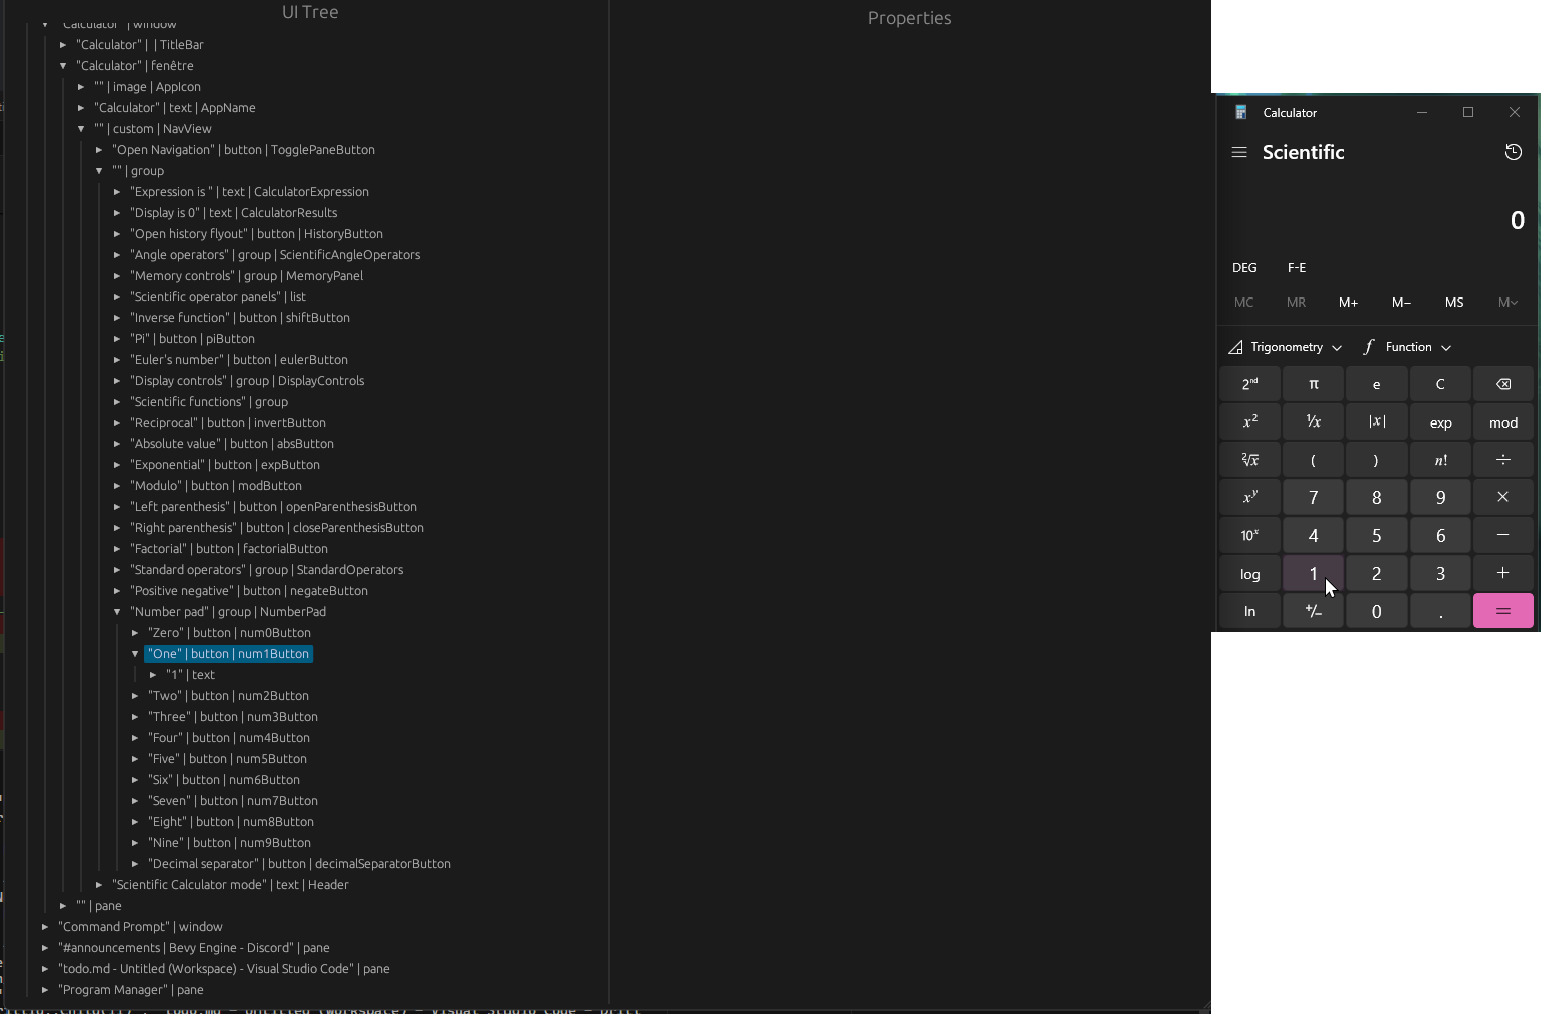 UI Tree
"Calculator" | window
"Calculator" | | TitleBar
"Calculator" | fenêtre
"" | image | AppIcon
"Calculator" | text | AppName
"" | custom | NavView
"Open Navigation" | button | TogglePaneButton
"" | group
"Expression is " | text | CalculatorExpression
"Display is 0" | text | CalculatorResults
"Open history flyout" | button | HistoryButton
"Angle operators" | group | ScientificAngleOperators
"Memory controls" | group | MemoryPanel
"Scientific operator panels" | list
"Inverse function" | button | shiftButton
"Pi" | button | piButton
"Euler's number" | button | eulerButton
"Display controls" | group | DisplayControls
"Scientific functions" | group
"Reciprocal" | button | invertButton
"Absolute value" | button | absButton
"Exponential" | button | expButton
"Modulo" | button | modButton
"Left parenthesis" | button | openParenthesisButton
"Right parenthesis" | button | closeParenthesisButton
"Factorial" | button | factorialButton
"Standard operators" | group | StandardOperators
"Positive negative" | button | negateButton
"Number pad" | group | NumberPad
"Zero" | button | num0Button
"One" | button | num1Button
"1" | text
"Two" | button | num2Button
"Three" | button | num3Button
"Four" | button | num4Button
"Five" | button | num5Button
"Six" | button | num6Button
"Seven" | button | num7Button
"Eight" | button | num8Button
"Nine" | button | num9Button
"Decimal separator" | button | decimalSeparatorButton
"Scientific Calculator mode" | text | Header
"" | pane
"Command Prompt" | window
"#announcements | Bevy Engine - Discord" | pane
"todo.md - Untitled (Workspace) - Visual Studio Code" | pane
"Program Manager" | pane
Properties
Calculator
Scientific
0
DEG F-E
MC MR M+ M− MS M
Trigonometry f Function
2ⁿᵈ π e C
x² ⅟x |x| exp mod
²√x ( ) n! ÷
xʸ 7 8 9 ×
10ˣ 4 5 6 −
log 1 2 3 +
ln +/− 0 . =